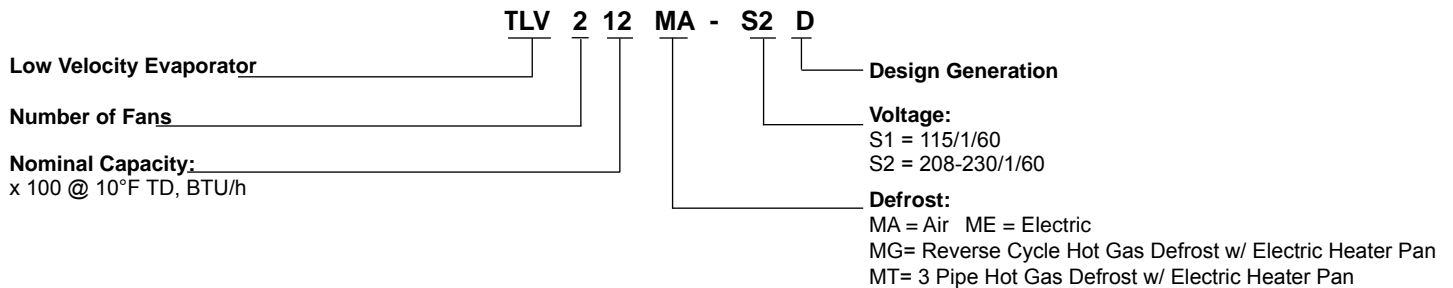 TLV 2 12 MA - S2 D
Low Velocity Evaporator
Number of Fans
Nominal Capacity:
x 100 @ 10°F TD, BTU/h
Design Generation
Voltage:
S1 = 115/1/60
S2 = 208-230/1/60
Defrost:
MA = Air ME = Electric
MG= Reverse Cycle Hot Gas Defrost w/ Electric Heater Pan
MT= 3 Pipe Hot Gas Defrost w/ Electric Heater Pan